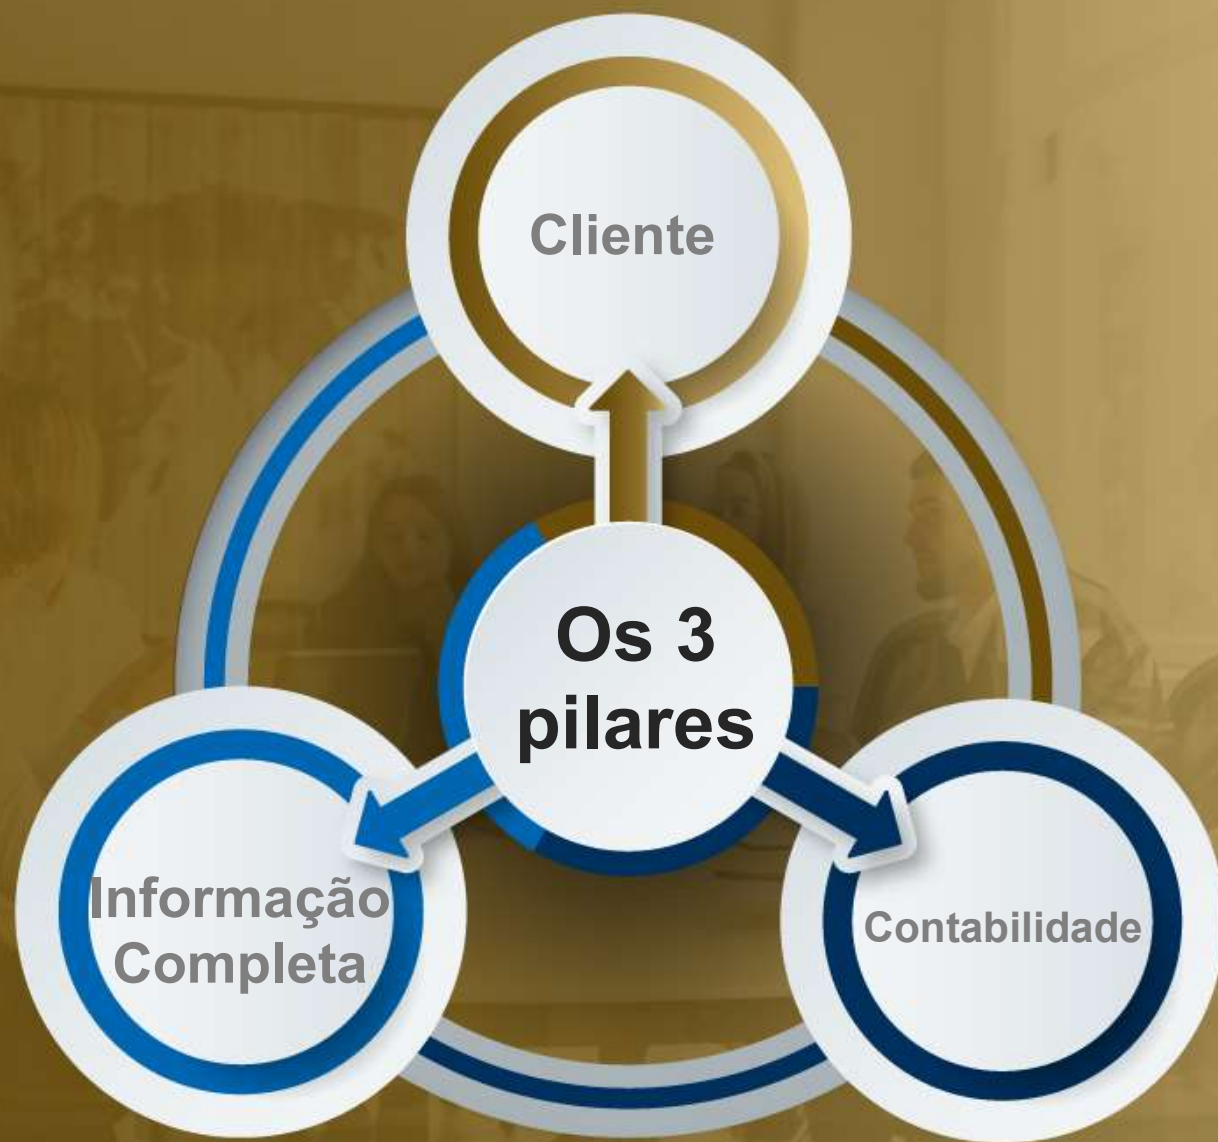 Cliente
Os 3
pilares
Informação
Completa
Contabilidade